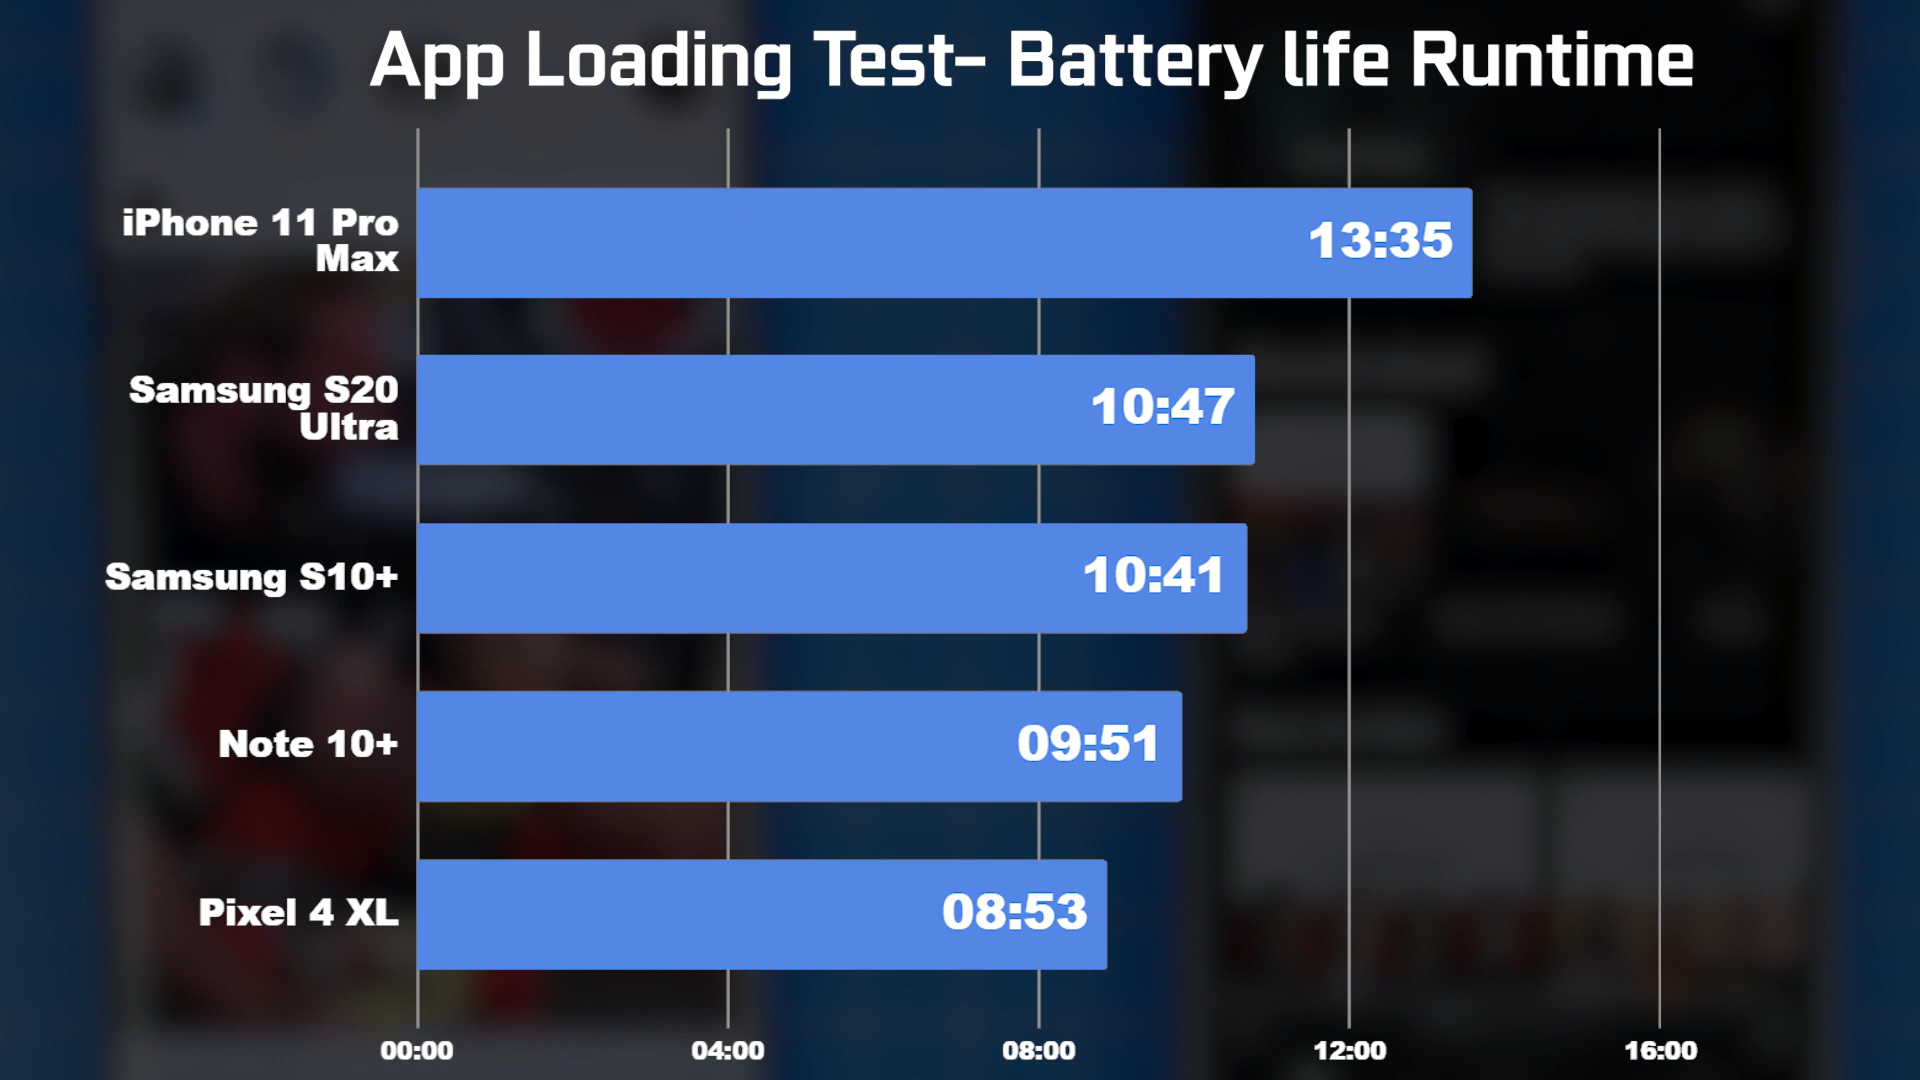 App Loading Test- Battery life Runtime
iPhone 11 Pro
Max
13:35
Samsung S20
Ultra
10:47
Samsung S10+
10:41
Note 10+
09:51
Pixel 4 XL
08:53
00:00
04:00
08:00
12:00
16:00